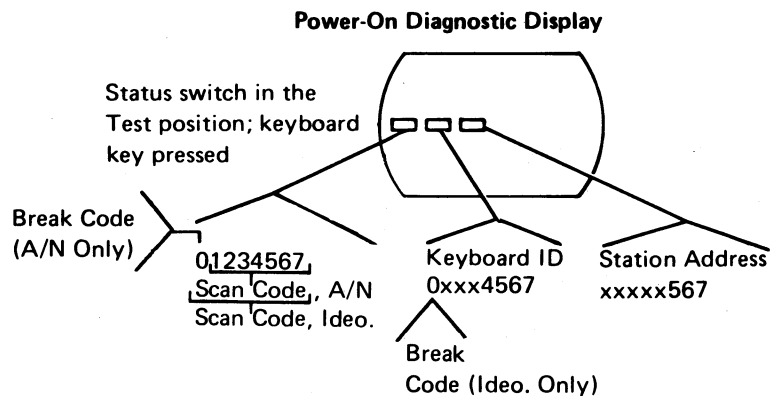 Power-On Diagnostic Display
Status switch in the
Test position; keyboard
key pressed
Break Code
(A/N Only)
01234567
Scan Code, A/N
Scan Code, Ideo.
Keyboard ID
0xxx4567
Break
Code (Ideo. Only)
Station Address
xxxxx567